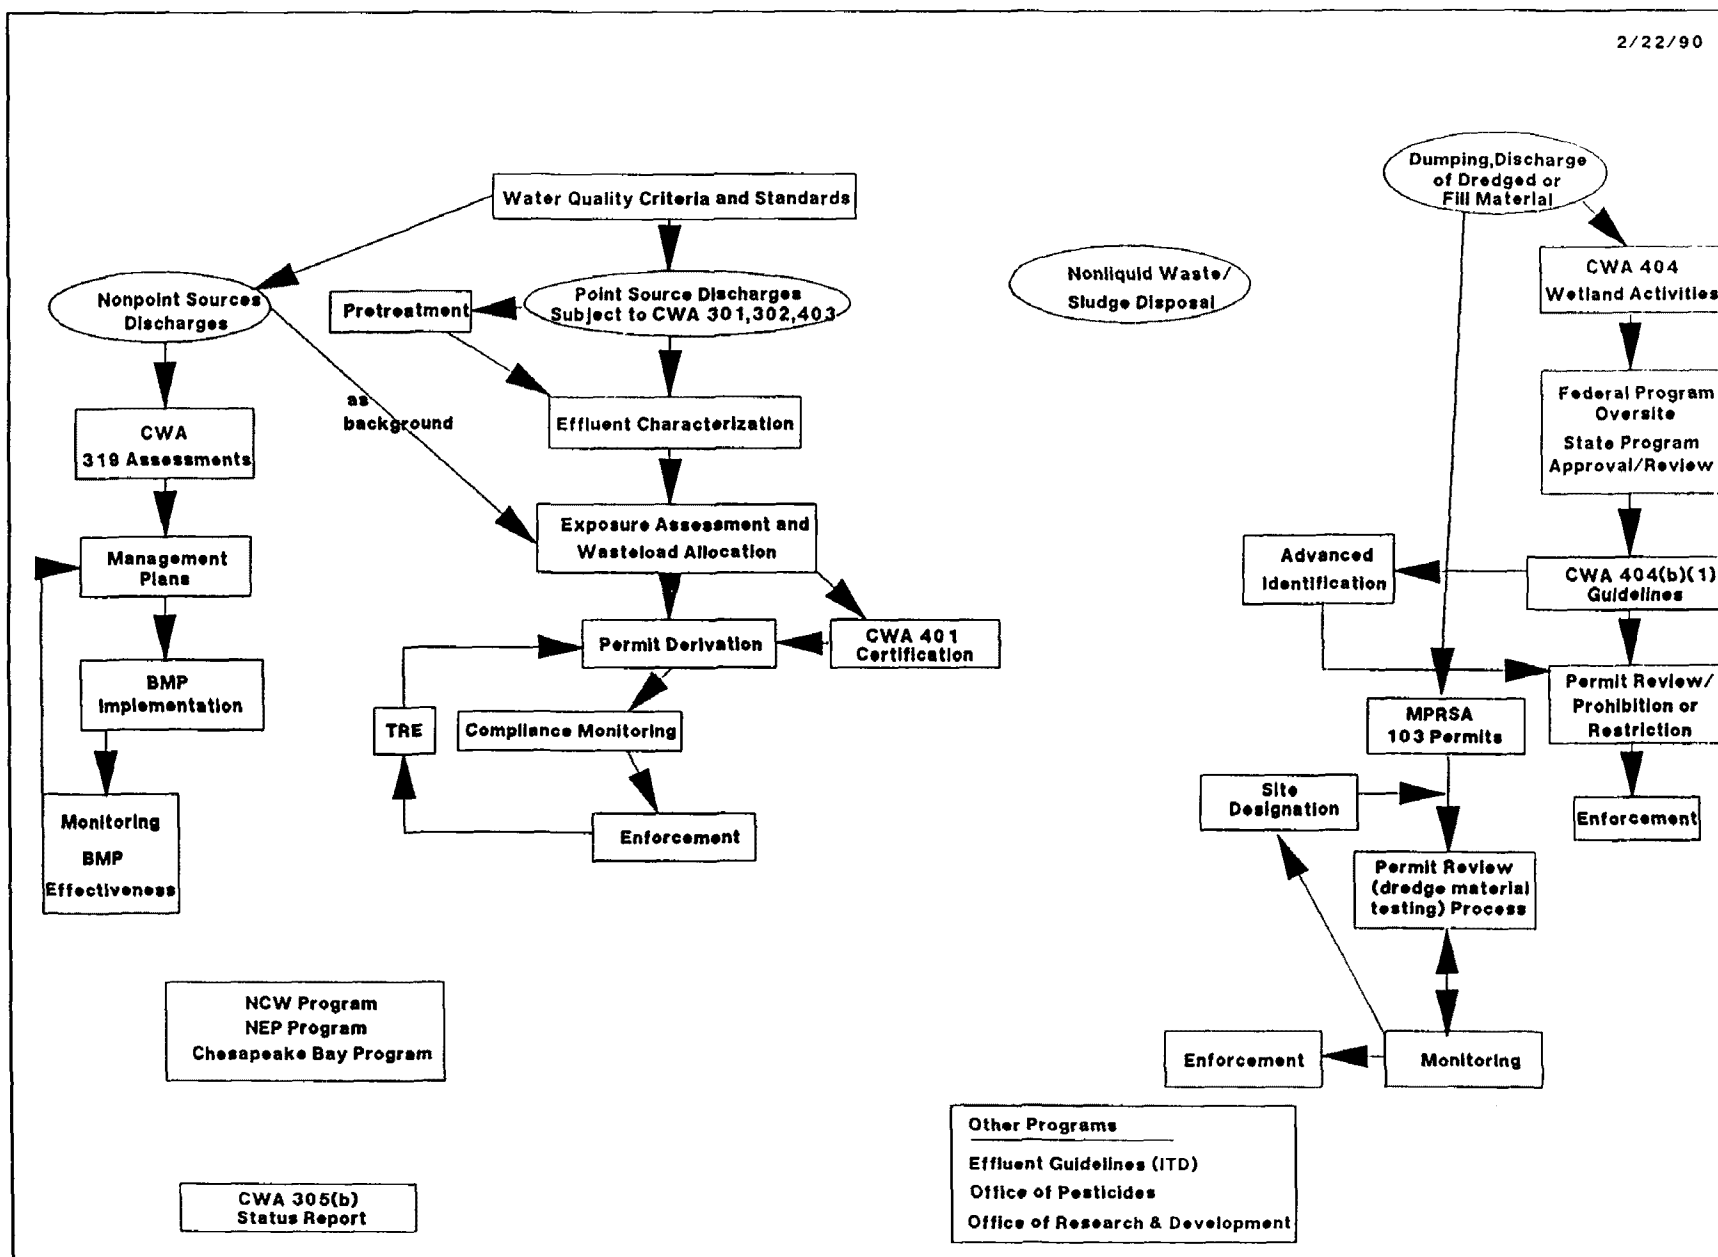 2/22/90
Water Quality Criteria and Standards
Nonpoint Sources
Discharges
Pretreatment
Point Source Discharges
Subject to CWA 301,302,403
as
background
CWA
319 Assessments
Effluent Characterization
Exposure Assessment and
Wasteload Allocation
Management
Plans
Permit Derivation
CWA 401
Certification
BMP
Implementation
TRE
Compliance Monitoring
Monitoring
BMP
Effectiveness
Enforcement
NCW Program
NEP Program
Chesapeake Bay Program
CWA 305(b)
Status Report
Nonliquid Waste/
Sludge Disposal
Dumping,Discharge
of Dredged or
Fill Material
CWA 404
Wetland Activities
Federal Program
Oversite
State Program
Approval/Review
Advanced
Identification
CWA 404(b)(1)
Guidelines
Permit Review/
Prohibition or
Restriction
MPRSA
103 Permits
Site
Designation
Enforcement
Permit Review
(dredge material
testing) Process
Enforcement
Monitoring
Other Programs
Effluent Guidelines (ITD)
Office of Pesticides
Office of Research & Development